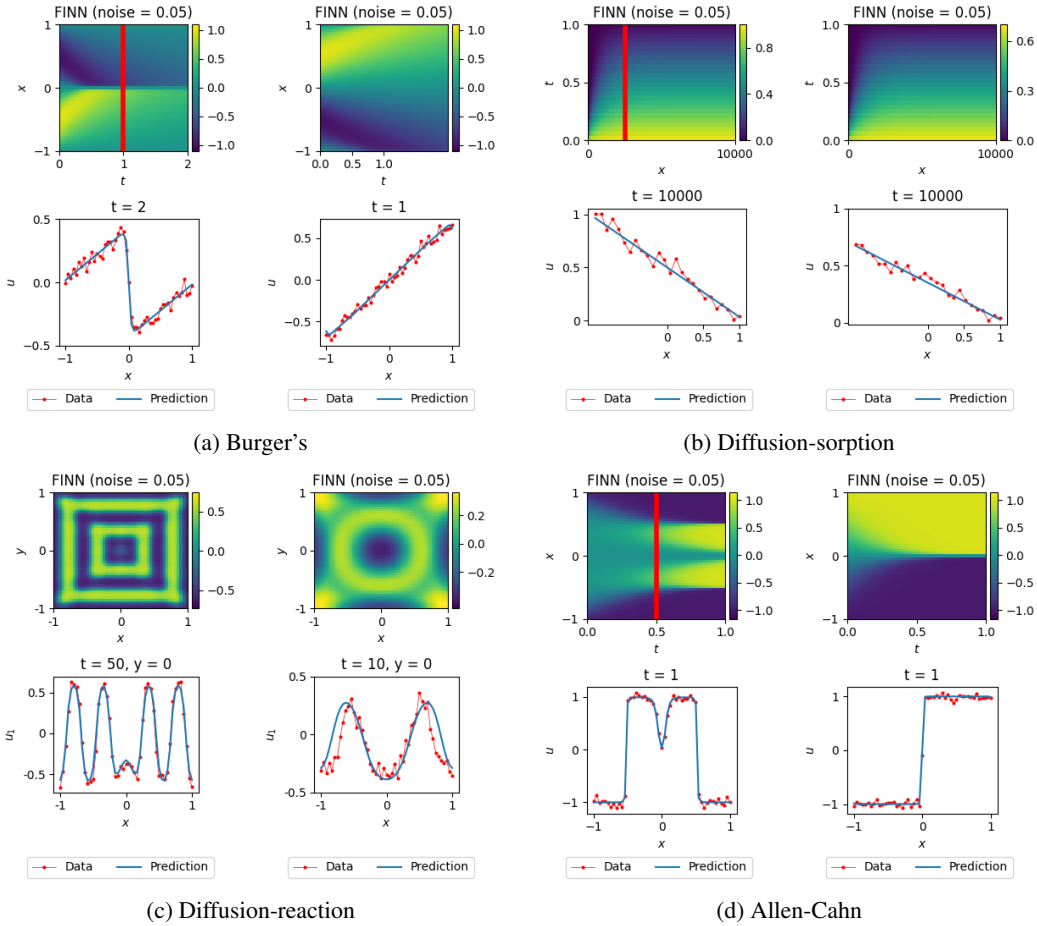 FINN (noise = 0.05)
1
0
−1
x
0
1
2
t
1.0
0.5
0.0
−0.5
−1.0
FINN (noise = 0.05)
1
0
−1
x
0.0
0.5
1.0
t
1.0
0.5
0.0
−0.5
−1.0
t = 2
0.5
0.0
−0.5
u
−1
0
1
x
Data
Prediction
t = 1
0.5
0.0
−0.5
u
−1
0
1
x
Data
Prediction
(a) Burger's
FINN (noise = 0.05)
1.0
0.5
0.0
t
0
10000
x
0.8
0.4
0.0
FINN (noise = 0.05)
1.0
0.5
0.0
t
0
10000
x
0.6
0.4
0.2
0.0
t = 10000
1
0
u
0
0.5
1
x
Data
Prediction
t = 10000
1
0
u
0
0.5
1
x
Data
Prediction
(b) Diffusion-sorption
FINN (noise = 0.05)
1
0
−1
y
−1
0
1
x
0.5
0.0
−0.5
FINN (noise = 0.05)
1
0
−1
y
−1
0
1
x
0.2
0.0
−0.2
t = 50, y = 0
0.5
0
−0.5
u1
−1
0
1
x
Data
Prediction
t = 10, y = 0
0.5
0
−0.5
u1
−1
0
1
x
Data
Prediction
(c) Diffusion-reaction
FINN (noise = 0.05)
1
0
−1
x
0.0
0.5
1.0
t
1.0
0.5
0.0
−0.5
−1.0
FINN (noise = 0.05)
1
0
−1
x
0.0
0.5
1.0
t
1.0
0.5
0.0
−0.5
−1.0
t = 1
1
0
−1
u
−1
0
1
x
Data
Prediction
t = 1
1
0
−1
u
−1
0
1
x
Data
Prediction
(d) Allen-Cahn